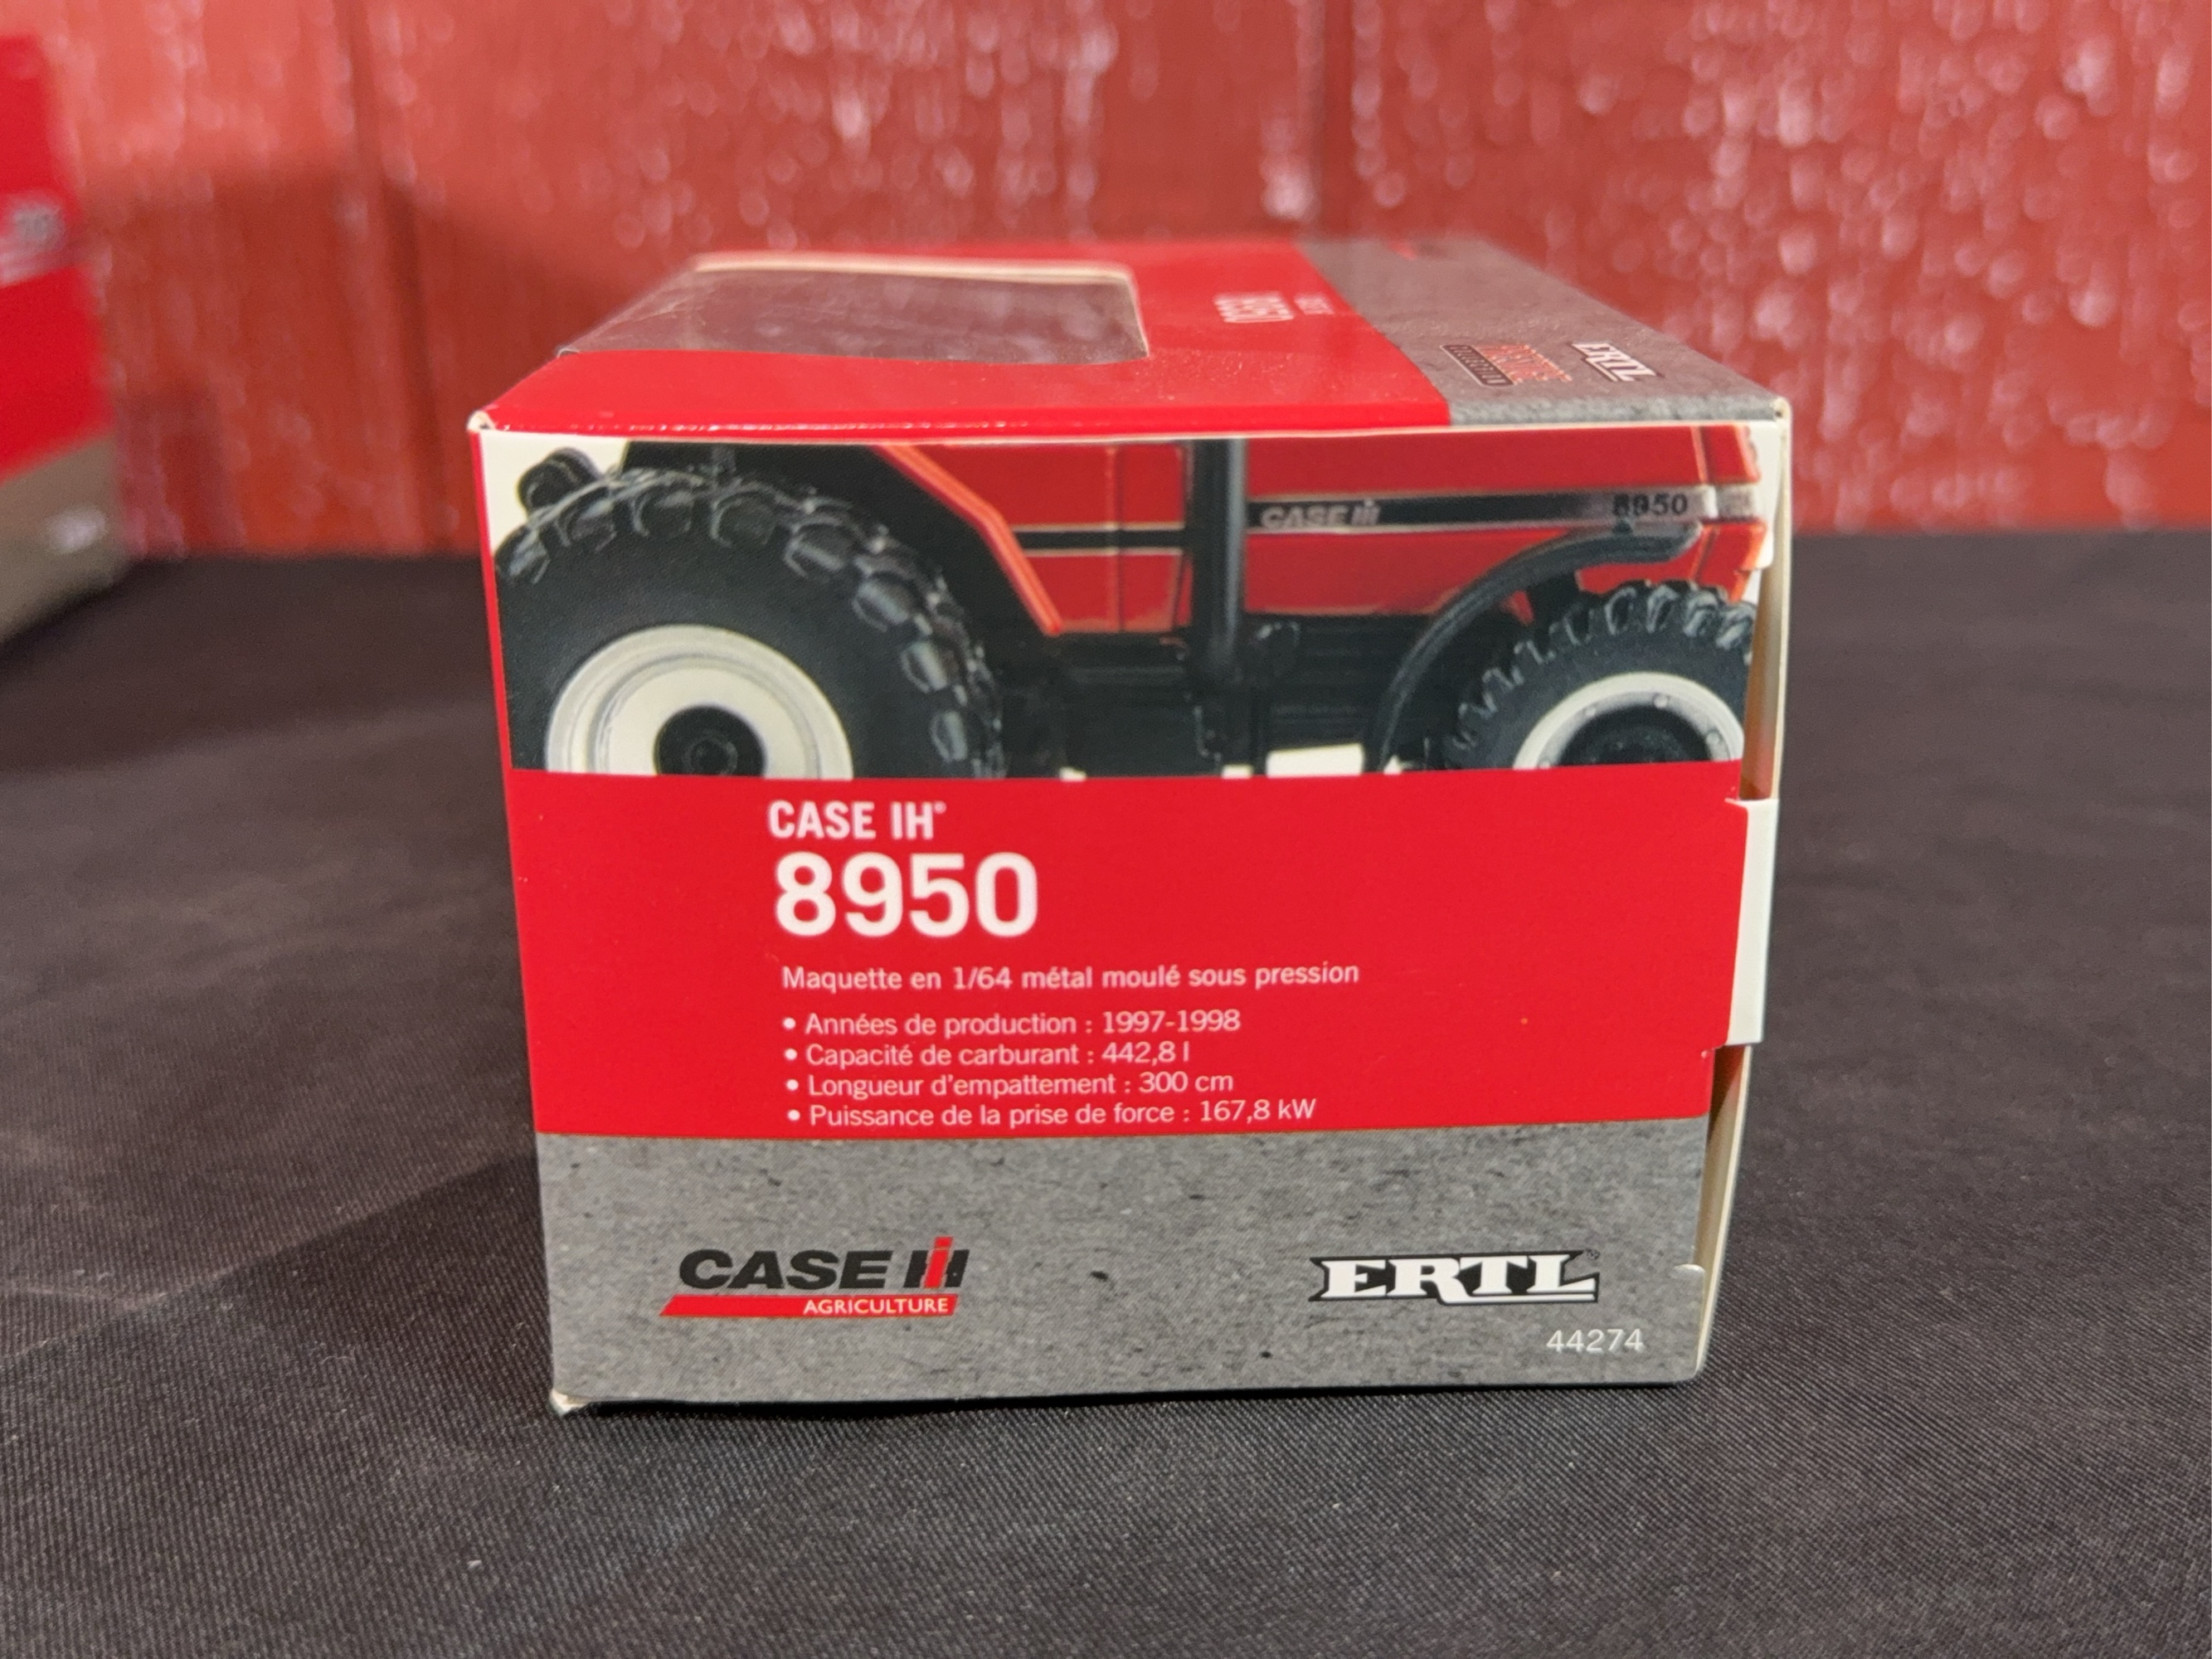 8950
ERTL
CASE IH 8950
CASE IH®
8950
Maquette en 1/64 métal moulé sous pression
• Années de production : 1997-1998
• Capacité de carburant : 442,8 l
• Longueur d'empattement : 300 cm
• Puissance de la prise de force : 167,8 kW
CASE IH
AGRICULTURE
ERTL
44274